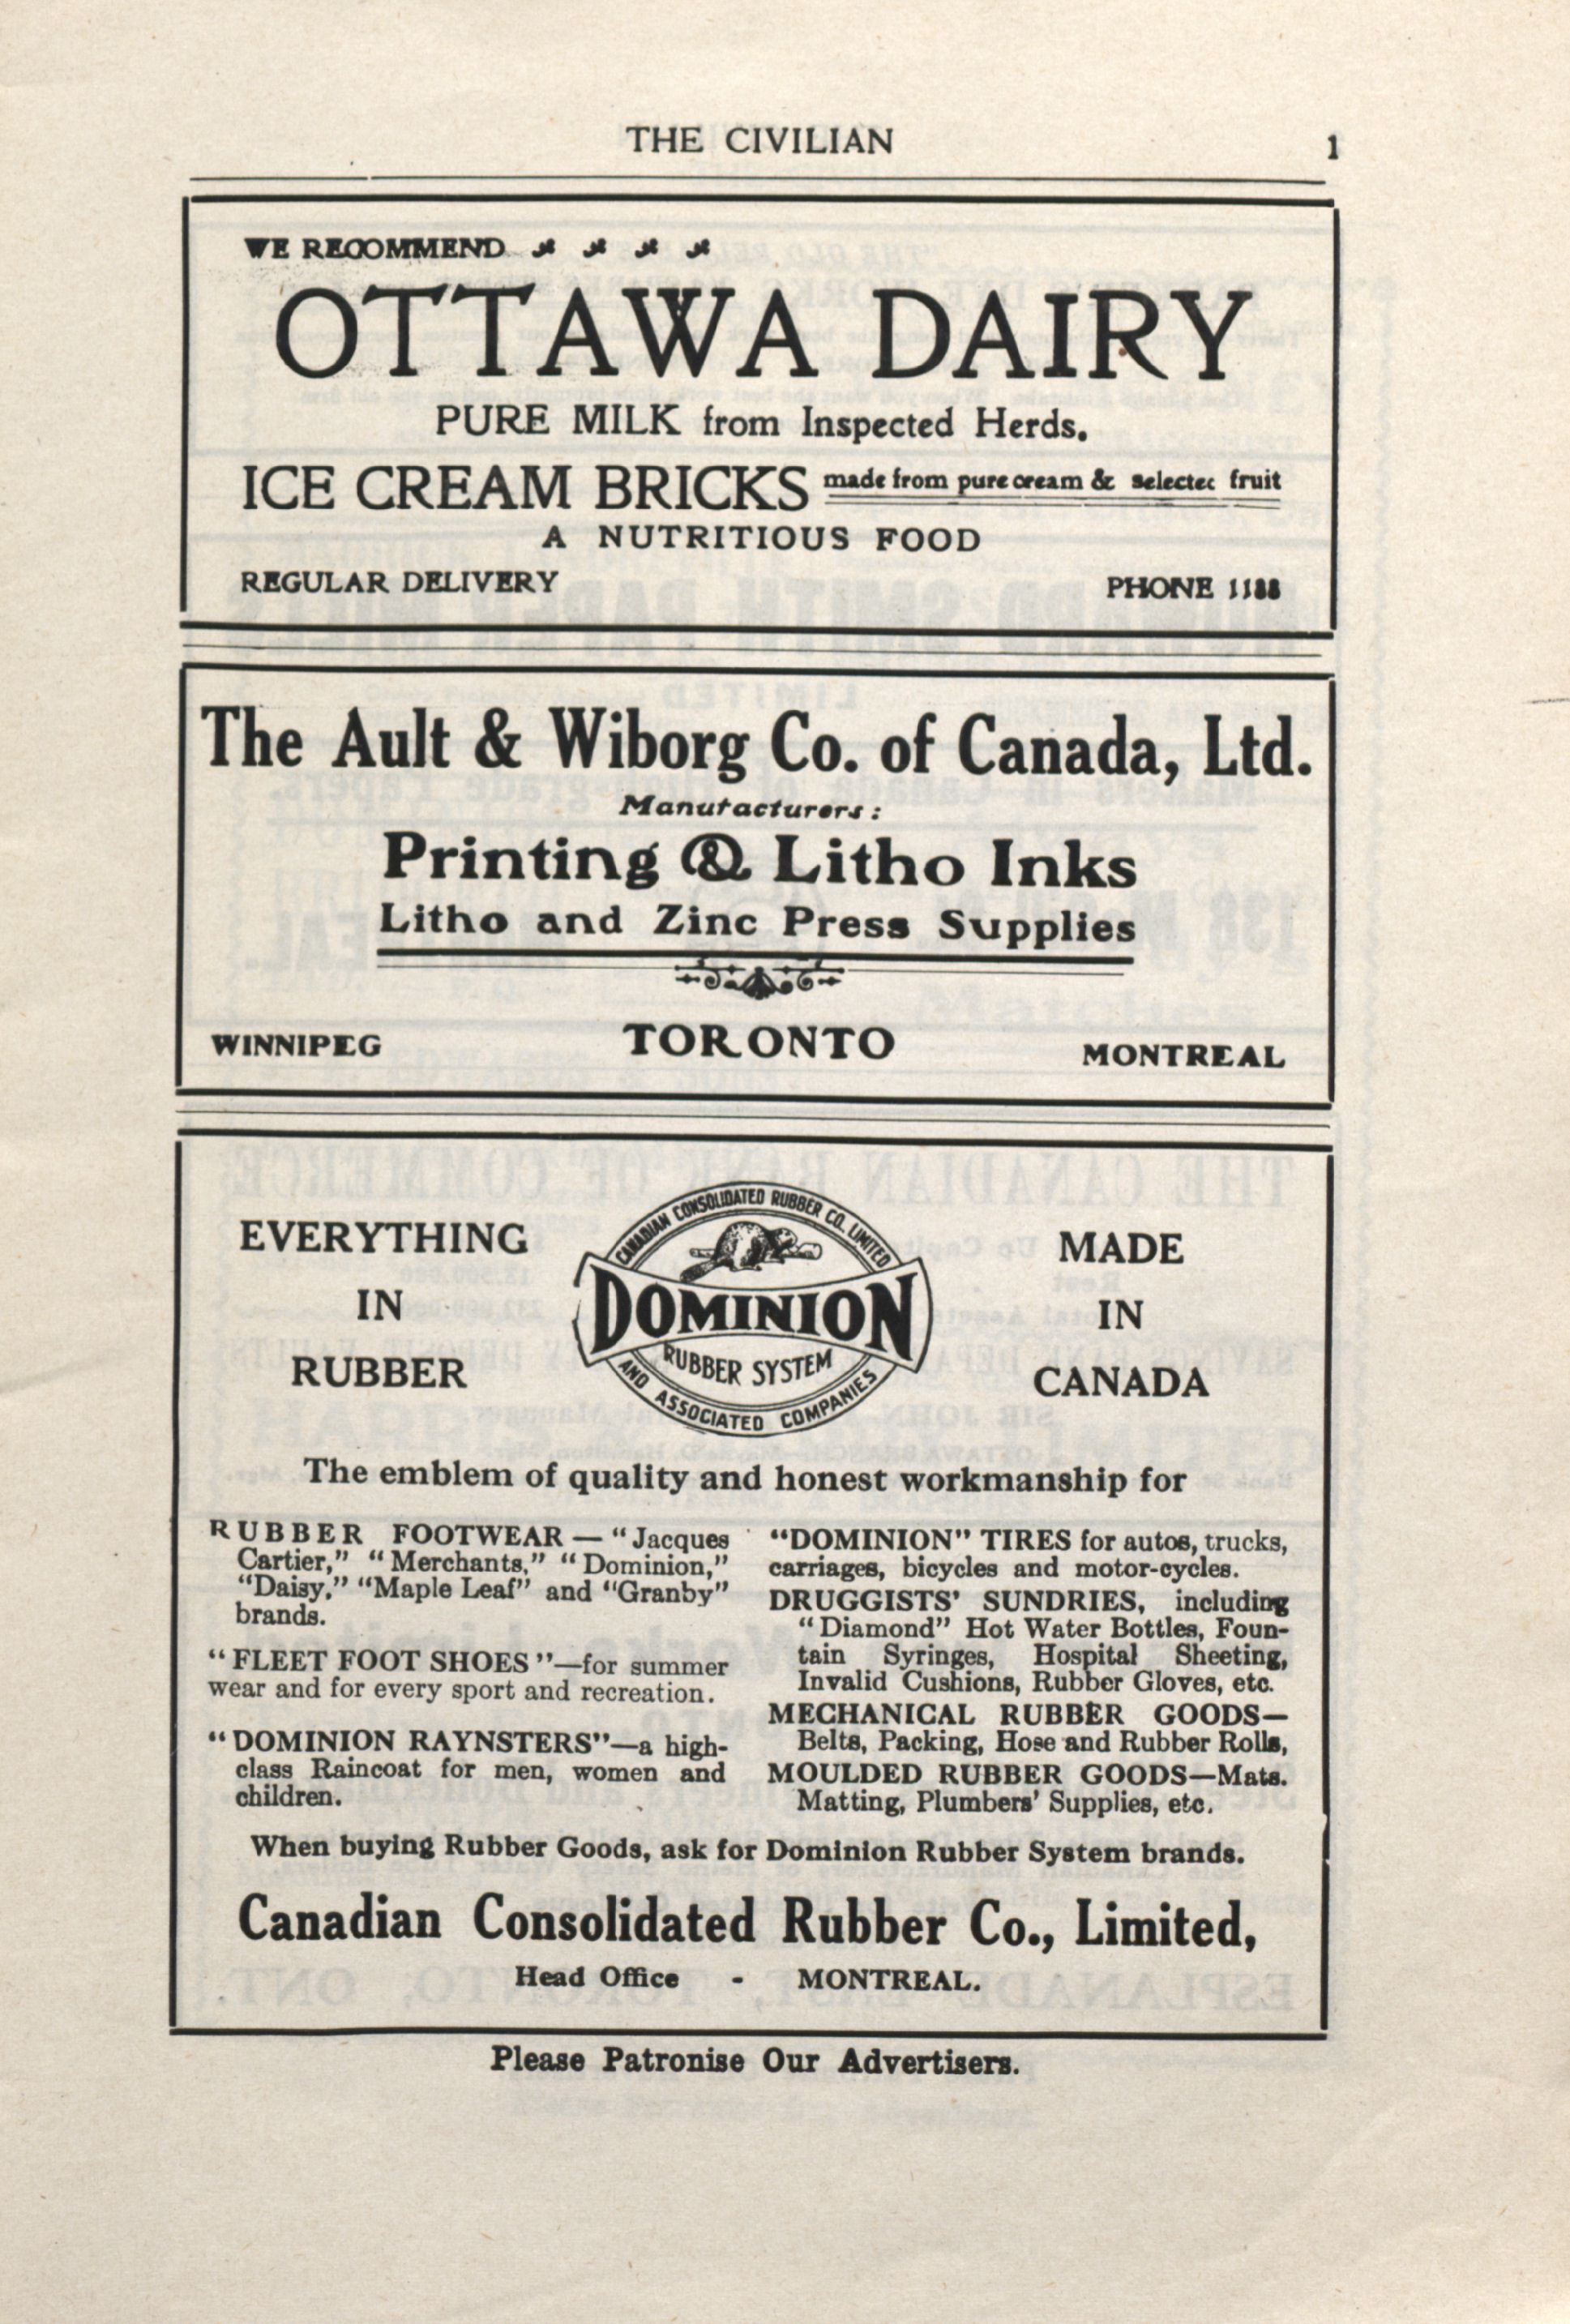 THE CIVILIAN 1
WE RECOMMEND
OTTAWA DAIRY
PURE MILK from Inspected Herds.
ICE CREAM BRICKS made from pure cream & selectec fruit
A NUTRITIOUS FOOD
REGULAR DELIVERY PHONE 1188
The Ault & Wiborg Co. of Canada, Ltd.
Manufacturers:
Printing & Litho Inks
Litho and Zinc Press Supplies
WINNIPEG TORONTO MONTREAL
EVERYTHING
IN
RUBBER
CANADIAN CONSOLIDATED RUBBER CO. LIMITED
DOMINION
RUBBER SYSTEM
AND ASSOCIATED COMPANIES
MADE
IN
CANADA
The emblem of quality and honest workmanship for
RUBBER FOOTWEAR — "Jacques
Cartier," "Merchants," "Dominion,"
"Daisy," "Maple Leaf" and "Granby"
brands.
"FLEET FOOT SHOES"—for summer
wear and for every sport and recreation.
"DOMINION RAYNSTERS"—a high-
class Raincoat for men, women and
children.
"DOMINION" TIRES for autos, trucks,
carriages, bicycles and motor-cycles.
DRUGGISTS' SUNDRIES, including
"Diamond" Hot Water Bottles, Foun-
tain Syringes, Hospital Sheeting,
Invalid Cushions, Rubber Gloves, etc.
MECHANICAL RUBBER GOODS—
Belts, Packing, Hose and Rubber Rolls,
MOULDED RUBBER GOODS—Mats.
Matting, Plumbers' Supplies, etc.
When buying Rubber Goods, ask for Dominion Rubber System brands.
Canadian Consolidated Rubber Co., Limited,
Head Office - MONTREAL.
Please Patronise Our Advertisers.